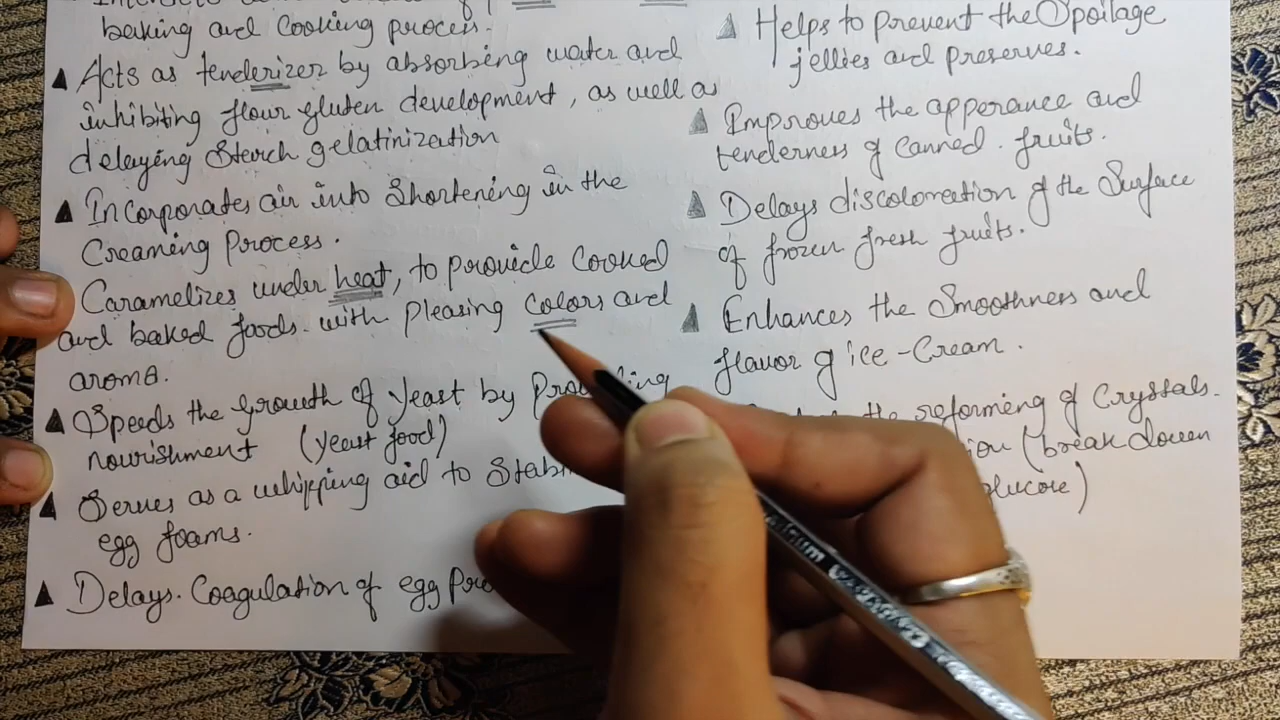 baking and cooking process.
Acts as tenderizer by absorbing water and
inhibiting flour gluten development, as well as
delaying Starch gelatinization
Incorporates air into Shortening in the
Creaming Process.
Caramelizes under heat, to provide Cooked
and baked foods. with pleasing colors and
aroma.
Speeds the Growth of yeast by
nourishment (yeast food)
Serves as a whipping aid to
egg foams.
Delays. Coagulation of egg
Helps to prevent the Spoilage
jellies and preserves.
Improves the apperance and
tenderness of canned. fruits.
Delays discoloreation of the Surface
of frozen fresh fruits.
Enhances the Smoothness and
flavor of ice-Cream.
the reforming of Crystals.
(break down
glucose)